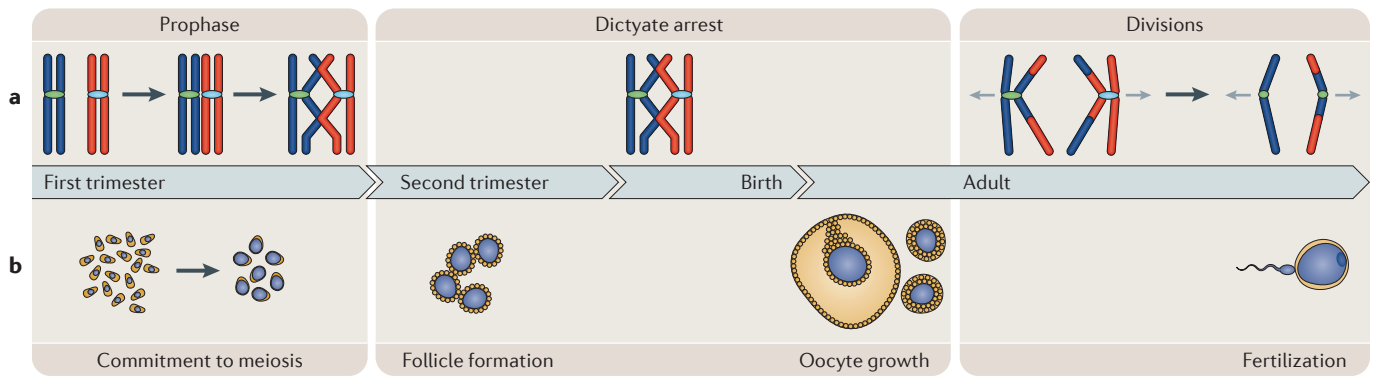 Prophase
Dictyate arrest
Divisions
a
First trimester
Second trimester
Birth
Adult
b
Commitment to meiosis
Follicle formation
Oocyte growth
Fertilization